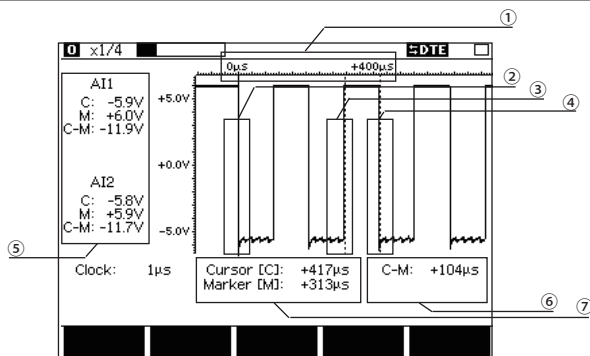 ①
0 x1/4 ⇆DTE
0µs +400µs
②
③
④
AI1
C: -5.9V
M: +6.0V
C-M: -11.9V
AI2
C: -5.8V
M: +5.9V
C-M: -11.7V
+5.0V
+0.0V
-5.0V
⑤
Clock: 1µs
Cursor [C]: +417µs
Marker [M]: +313µs
C-M: +104µs
⑥
⑦